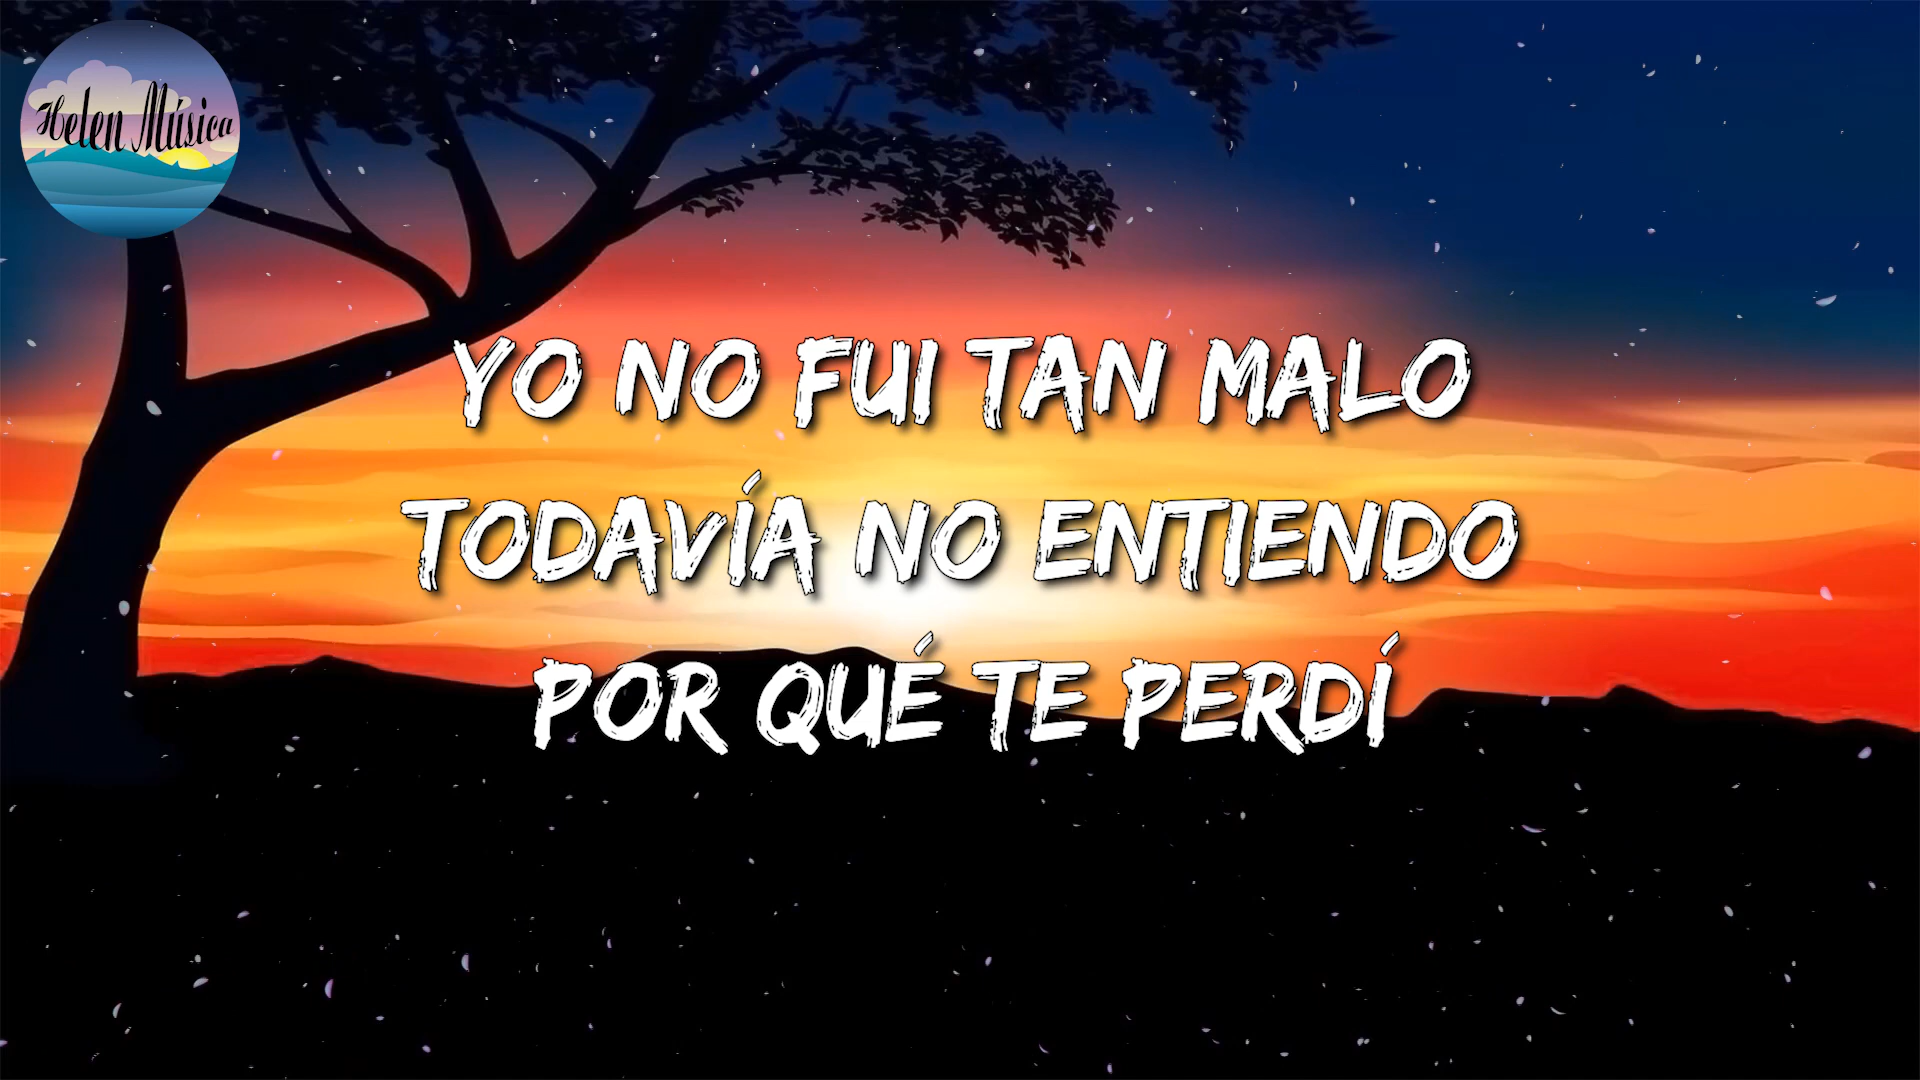 Helen Música
YO NO FUI TAN MALO
TODAVÍA NO ENTIENDO
POR QUÉ TE PERDÍ